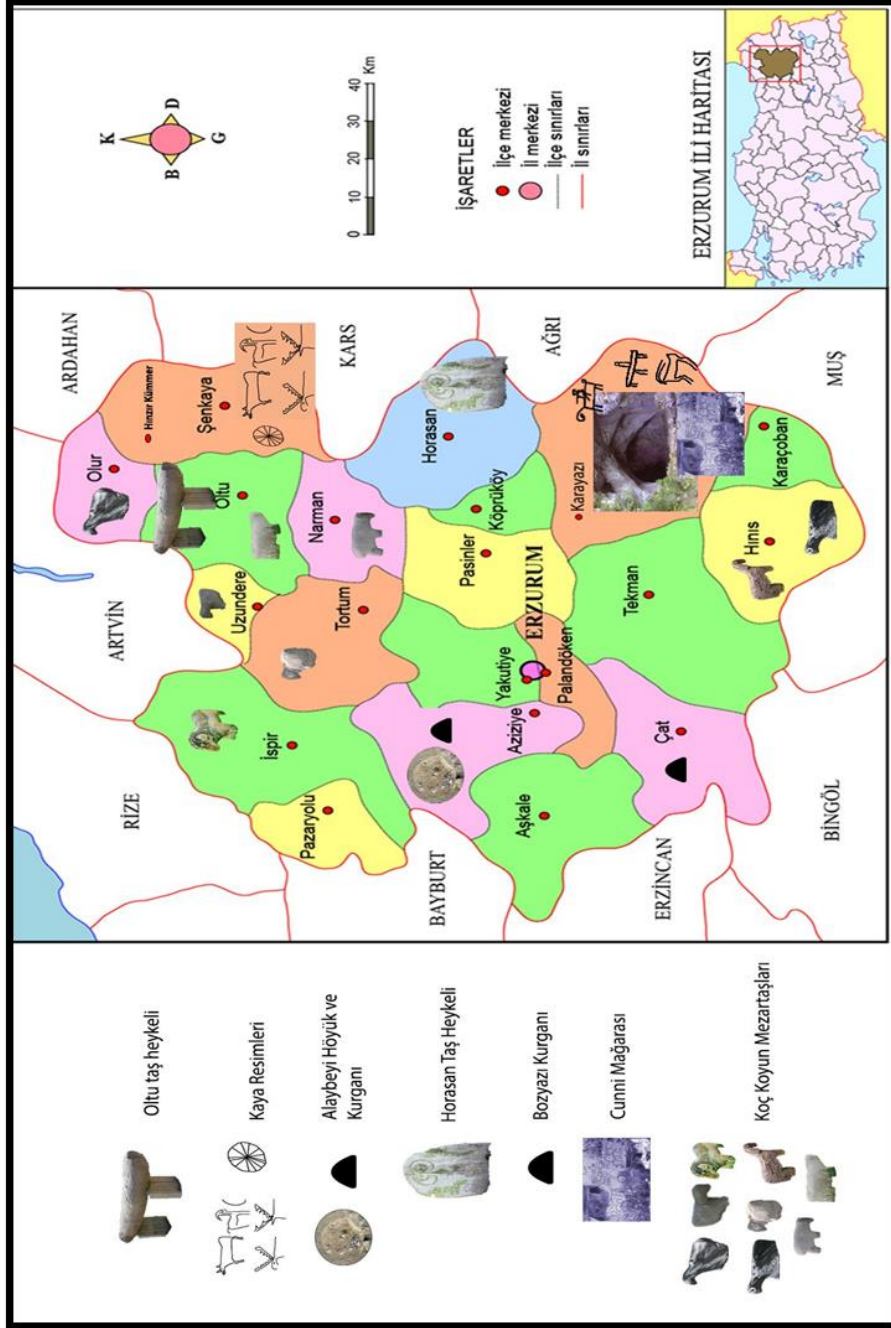 Oltu taş heykeli
Kaya Resimleri
Alaybeyi Höyük ve
Kurganı
Horasan Taş Heykeli
Bozyazı Kurganı
Cunni Mağarası
Koç Koyun Mezartaşları
RİZE
ARTVİN
ARDAHAN
Olur
Hınzır Kümmer
Şenkaya
Oltu
Uzundere
İspir
Pazaryolu
Tortum
Narman
KARS
BAYBURT
Horasan
Köprüköy
Pasinler
ERZURUM
Yakutiye
Palandöken
Aziziye
Aşkale
AĞRI
Karayazı
Tekman
Çat
ERZİNCAN
Hınıs
Karaçoban
BİNGÖL
MUŞ
K
B
D
G
0 10 20 30 40
Km
İŞARETLER
İlçe merkezi
İl merkezi
İlçe sınırları
İl sınırları
ERZURUM İLİ HARİTASI